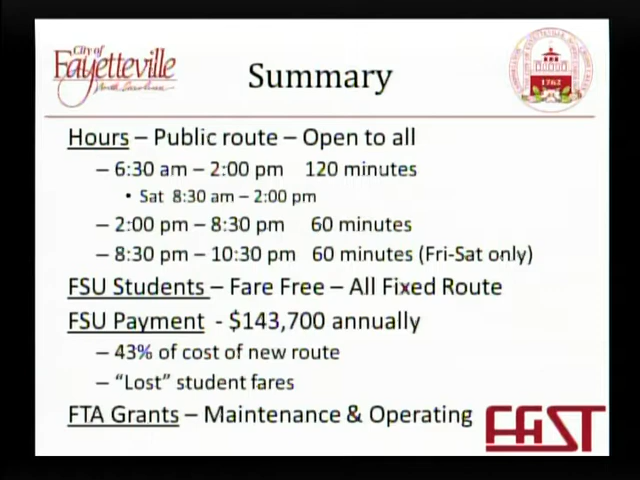 City of
Fayetteville
North Carolina
Summary
1762
Hours – Public route – Open to all
– 6:30 am – 2:00 pm 120 minutes
• Sat 8:30 am – 2:00 pm
– 2:00 pm – 8:30 pm 60 minutes
– 8:30 pm – 10:30 pm 60 minutes (Fri-Sat only)
FSU Students – Fare Free – All Fixed Route
FSU Payment - $143,700 annually
– 43% of cost of new route
– “Lost” student fares
FTA Grants – Maintenance & Operating
FAST